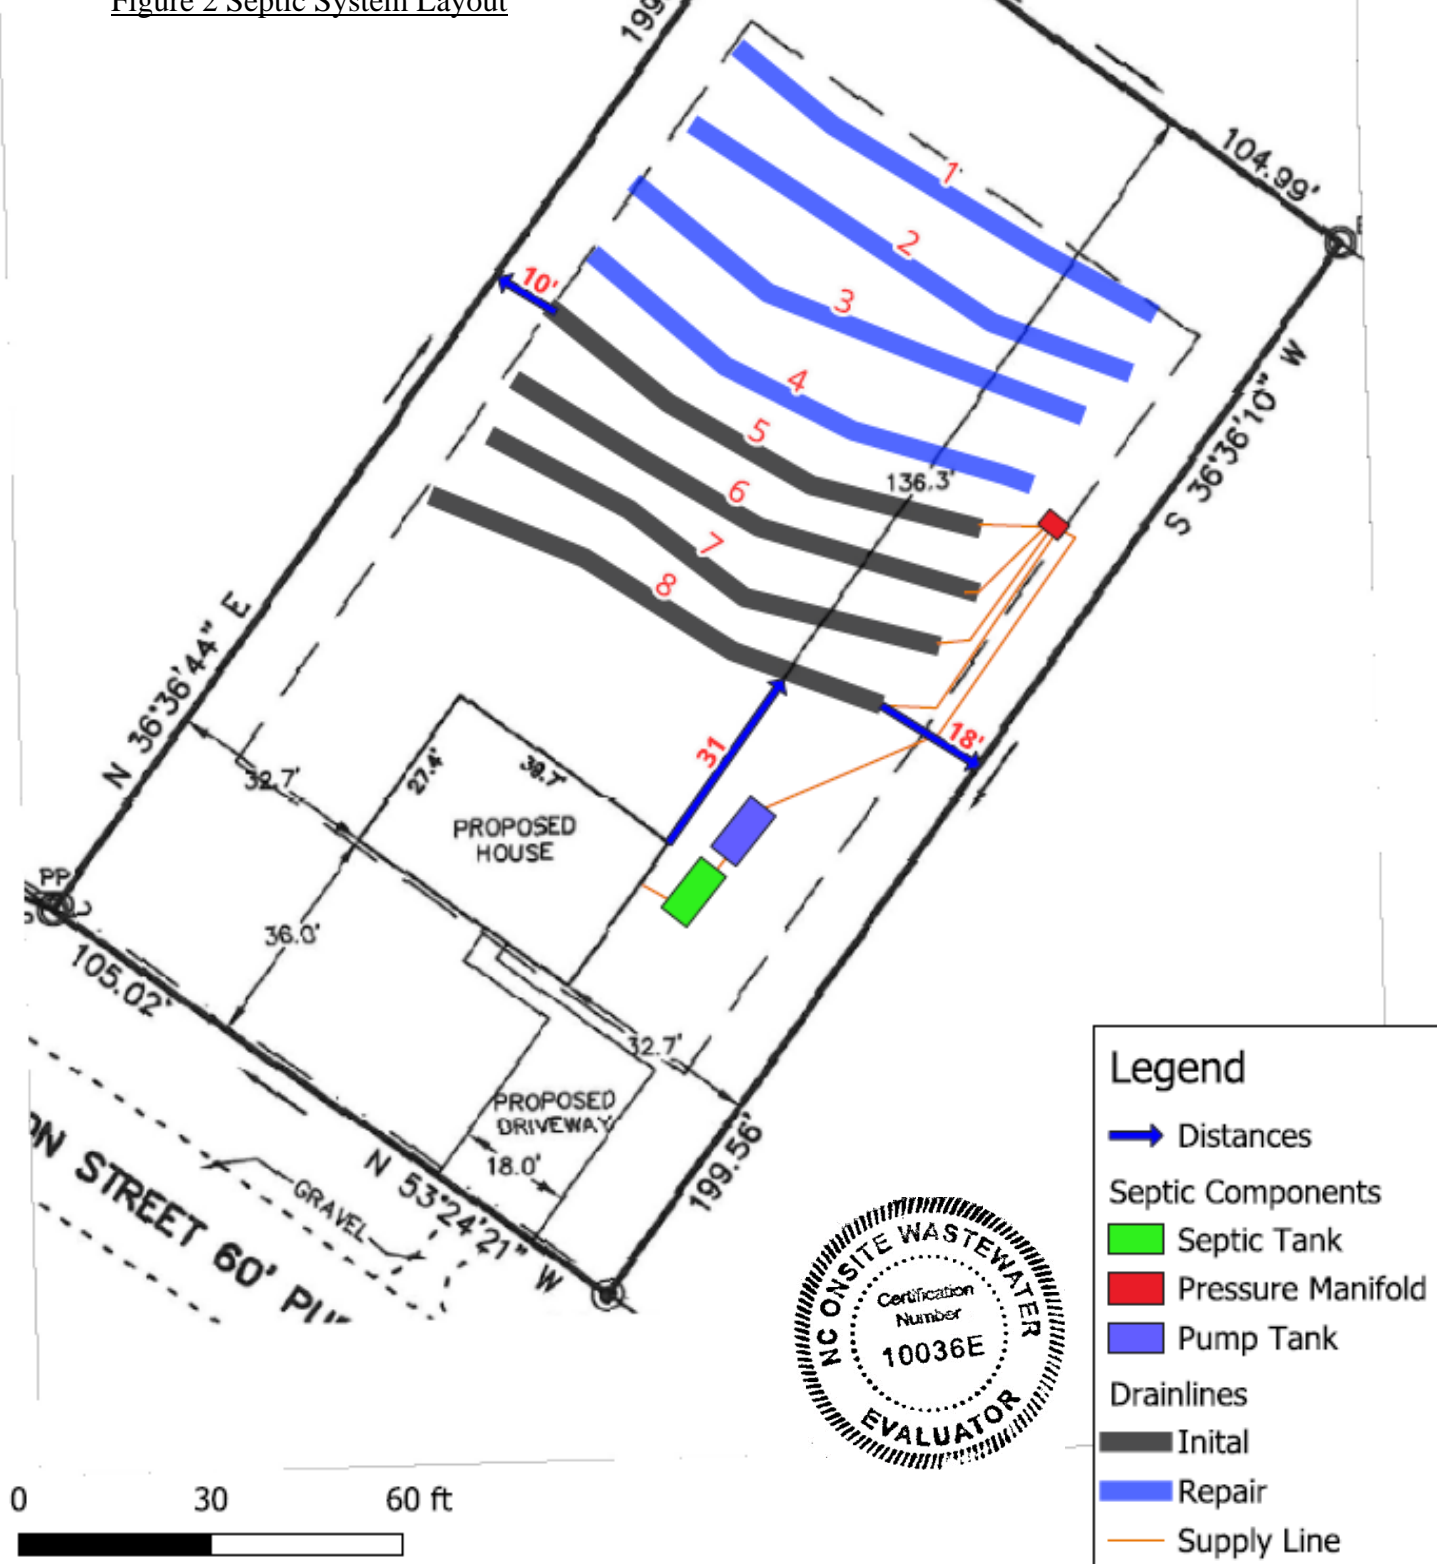 Figure 2 Septic System Layout
199
104.99'
1
2
10'
3
4
5
136.3'
6
7
8
S 36°36'10" W
N 36°36'44" E
31
18'
27.4'
39.7'
32.7'
PROPOSED
HOUSE
PP
36.0'
105.02'
32.7'
PROPOSED
DRIVEWAY
18.0'
199.56'
GRAVEL
N 53°24'21" W
ON STREET 60'
NC ONSITE WASTEWATER
Certification
Number
10036E
EVALUATOR
Legend
Distances
Septic Components
Septic Tank
Pressure Manifold
Pump Tank
Drainlines
Inital
Repair
Supply Line
0 30 60 ft